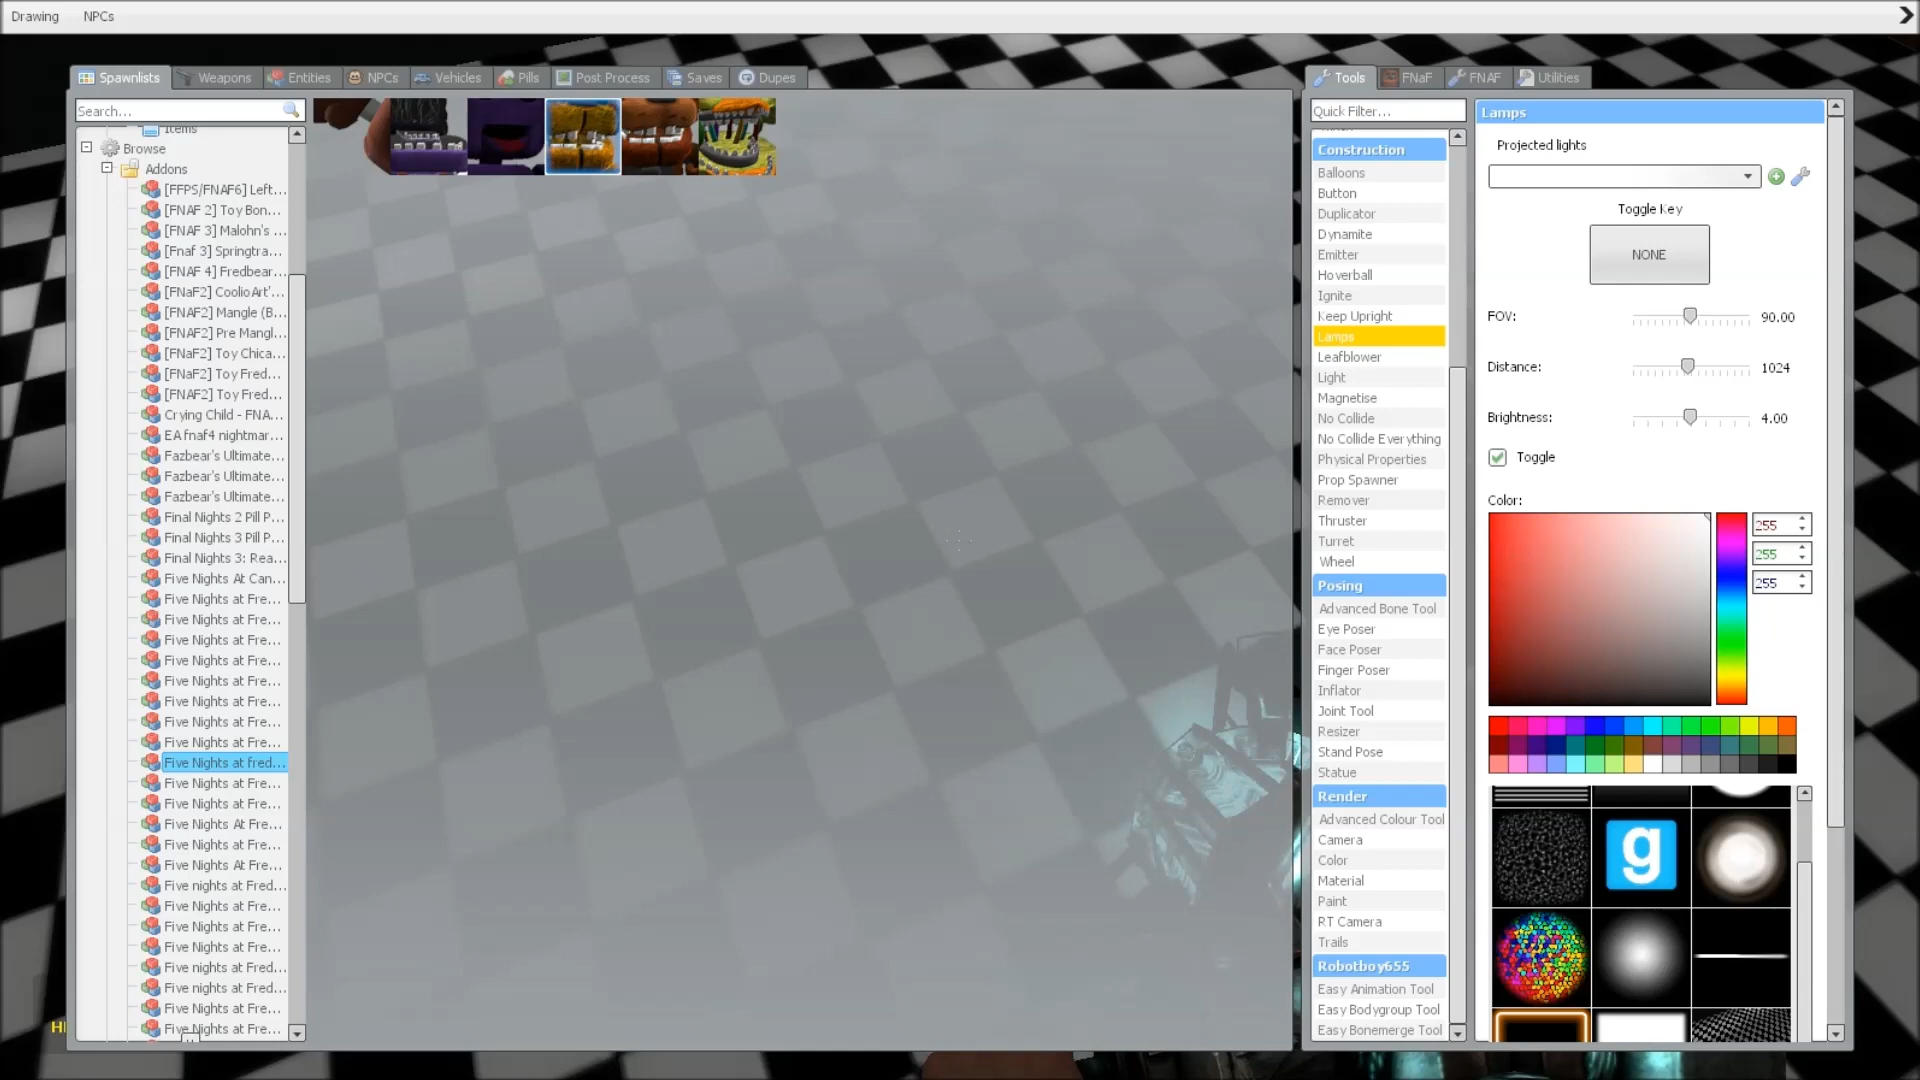 Drawing NPCs
Spawnlists Weapons Entities NPCs Vehicles Pills Post Process Saves Dupes
Search...
Items
Browse
Addons
[FFPS/FNAF6] Left...
[FNAF 2] Toy Bon...
[FNAF 3] Malohn's ...
[Fnaf 3] Springtra...
[FNAF 4] Fredbear...
[FNaF2] CoolioArt'...
[FNAF2] Mangle (B...
[FNAF2] Pre Mangl...
[FNaF2] Toy Chica...
[FNaF2] Toy Fred...
[FNAF2] Toy Fred...
Crying Child - FNA...
EA fnaf4 nightmar...
Fazbear's Ultimate...
Fazbear's Ultimate...
Fazbear's Ultimate...
Final Nights 2 Pill P...
Final Nights 3 Pill P...
Final Nights 3: Rea...
Five Nights At Can...
Five Nights at Fre...
Five Nights at Fre...
Five Nights at Fre...
Five Nights at Fre...
Five Nights at Fre...
Five Nights at Fre...
Five Nights at Fre...
Five Nights at Fre...
Five Nights at fred...
Five Nights at Fre...
Five Nights at Fre...
Five Nights At Fre...
Five Nights at Fre...
Five Nights At Fre...
Five nights at Fred...
Five Nights at Fre...
Five Nights at Fre...
Five Nights at Fre...
Five nights at Fred...
Five nights at Fred...
Five Nights at Fre...
Five Nights at Fre...
Tools FNaF FNAF Utilities
Quick Filter...
Construction
Balloons
Button
Duplicator
Dynamite
Emitter
Hoverball
Ignite
Keep Upright
Lamps
Leafblower
Light
Magnetise
No Collide
No Collide Everything
Physical Properties
Prop Spawner
Remover
Thruster
Turret
Wheel
Posing
Advanced Bone Tool
Eye Poser
Face Poser
Finger Poser
Inflator
Joint Tool
Resizer
Stand Pose
Statue
Render
Advanced Colour Tool
Camera
Color
Material
Paint
RT Camera
Trails
Robotboy655
Easy Animation Tool
Easy Bodygroup Tool
Easy Bonemerge Tool
Lamps
Projected lights
Toggle Key
NONE
FOV: 90.00
Distance: 1024
Brightness: 4.00
Toggle
Color:
255
255
255
g